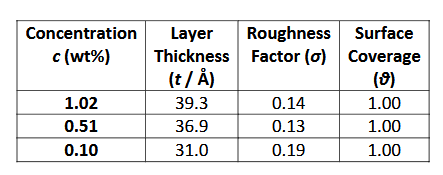 Concentration Layer Roughness Surface
c (wt%) Thickness Factor (σ) Coverage
(t / Å) (ϑ)
1.02 39.3 0.14 1.00
0.51 36.9 0.13 1.00
0.10 31.0 0.19 1.00